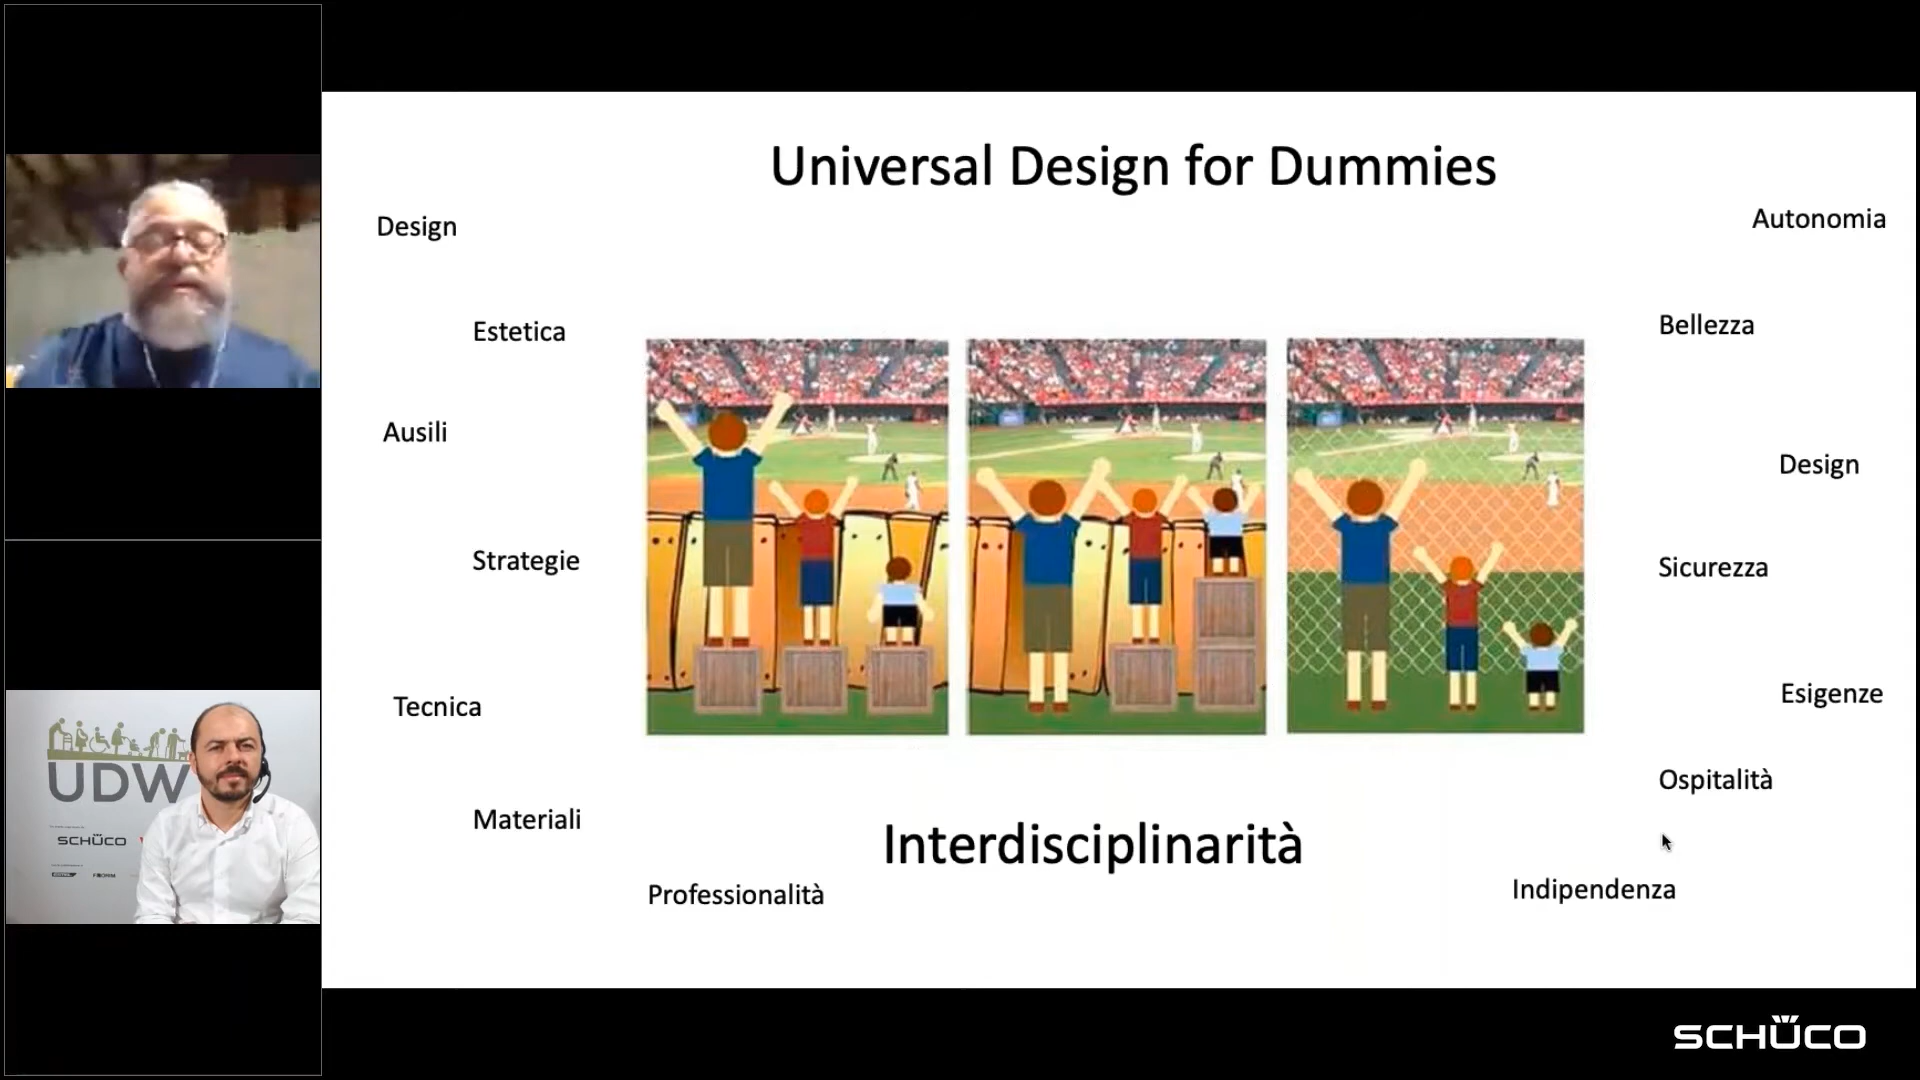 Universal Design for Dummies
Design
Autonomia
Estetica
Bellezza
Ausili
Design
Strategie
Sicurezza
Tecnica
Esigenze
Materiali
Ospitalità
Interdisciplinarità
Professionalità
Indipendenza
UDW
SCHÜCO
SCHÜCO